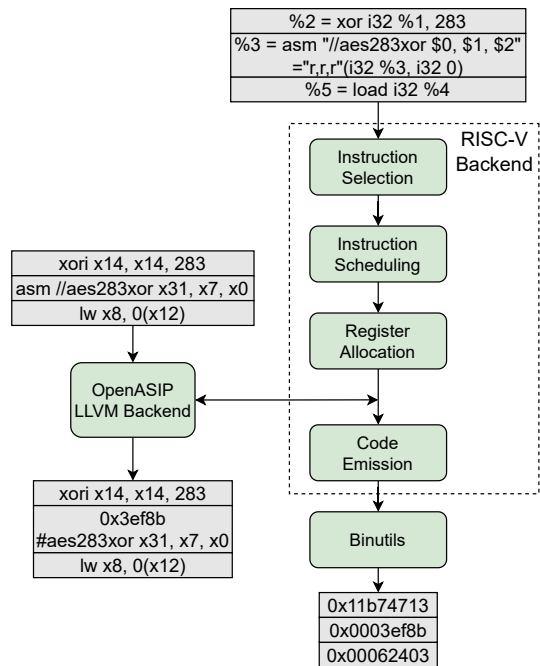 %2 = xor i32 %1, 283
%3 = asm "//aes283xor $0, $1, $2"
="r,r,r"(i32 %3, i32 0)
%5 = load i32 %4
RISC-V
Backend
Instruction
Selection
Instruction
Scheduling
xori x14, x14, 283
asm //aes283xor x31, x7, x0
lw x8, 0(x12)
Register
Allocation
OpenASIP
LLVM Backend
Code
Emission
xori x14, x14, 283
0x3ef8b
#aes283xor x31, x7, x0
lw x8, 0(x12)
Binutils
0x11b74713
0x0003ef8b
0x00062403